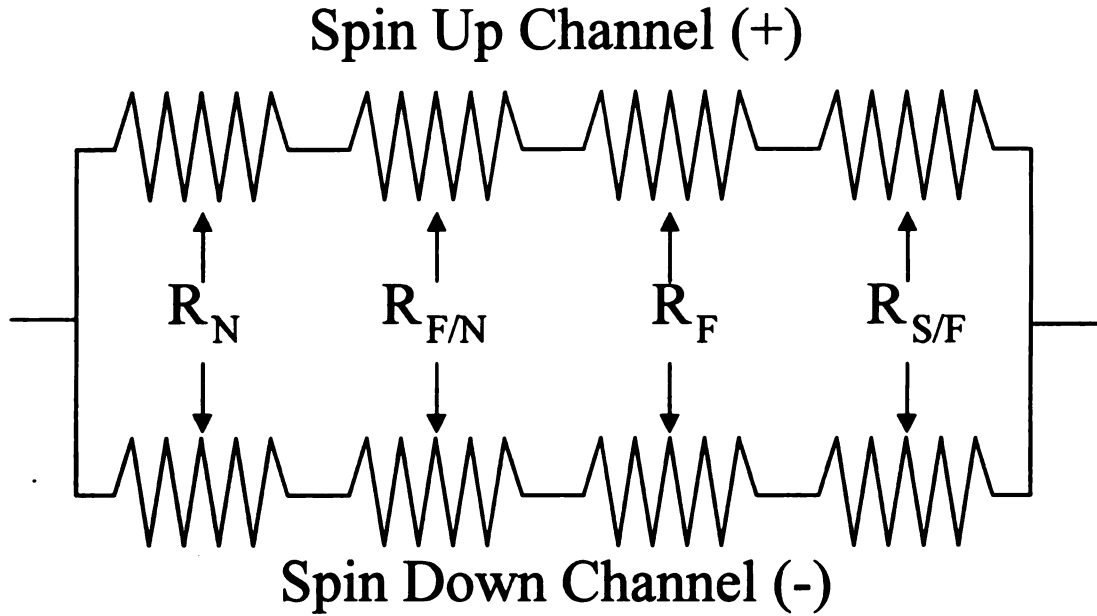 Spin Up Channel (+)
R_N R_F/N R_F R_S/F
Spin Down Channel (-)